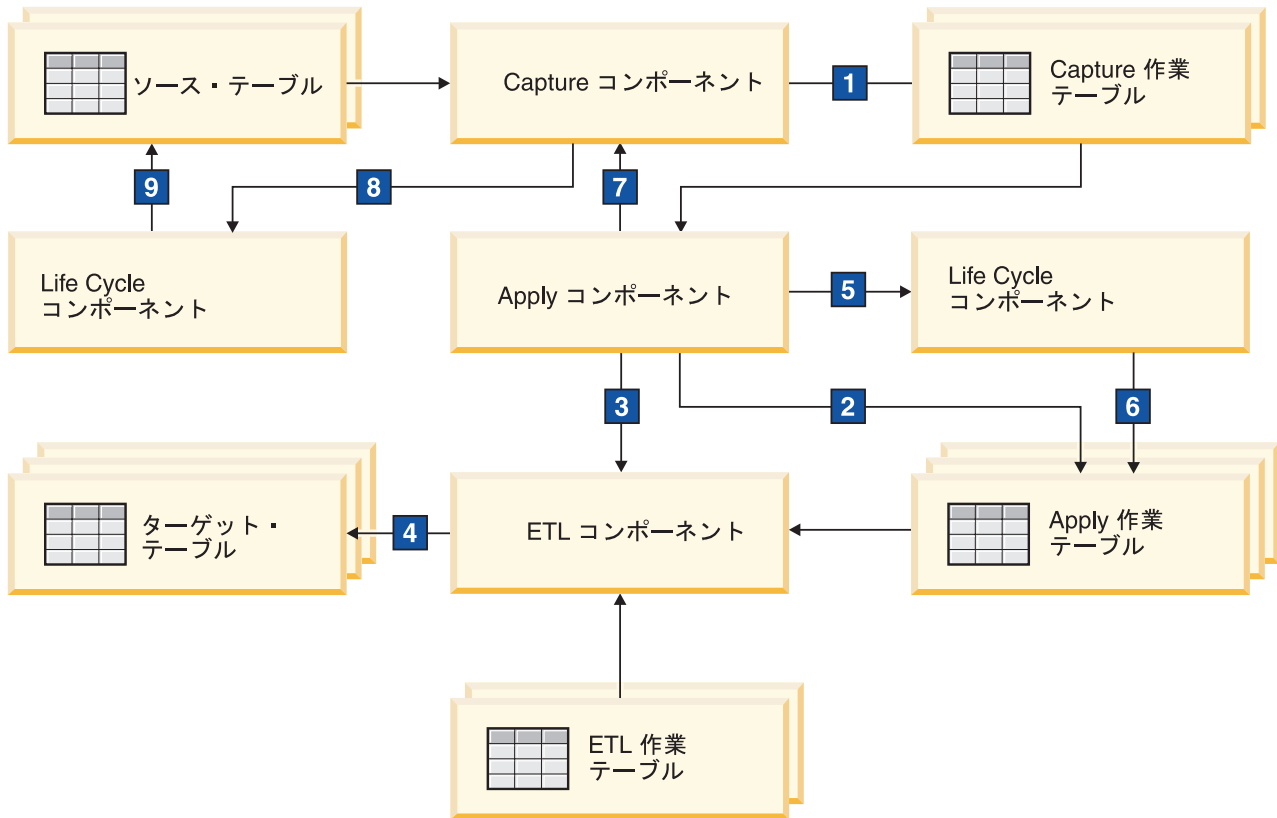 ソース・テーブル
Capture コンポーネント
1
Capture 作業
テーブル
9
8
7
Life Cycle
コンポーネント
Apply コンポーネント
5
Life Cycle
コンポーネント
3
2
6
ターゲット・
テーブル
4
ETL コンポーネント
Apply 作業
テーブル
ETL 作業
テーブル